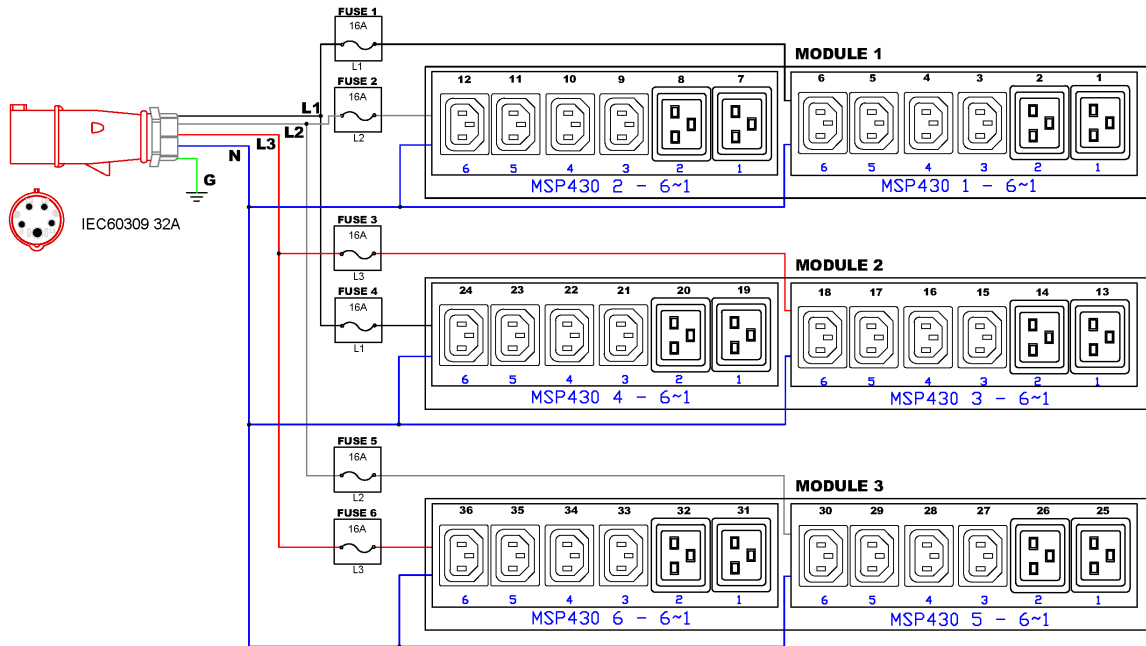 FUSE 1
16A
L1
MODULE 1
FUSE 2
16A
L2
12 11 10 9 8 7
6 5 4 3 2 1
6 5 4 3 2 1
6 5 4 3 2 1
MSP430 2 - 6~1
MSP430 1 - 6~1
L1
L2
L3
N
G
IEC60309 32A
FUSE 3
16A
L3
MODULE 2
FUSE 4
16A
L1
24 23 22 21 20 19
18 17 16 15 14 13
6 5 4 3 2 1
6 5 4 3 2 1
MSP430 4 - 6~1
MSP430 3 - 6~1
FUSE 5
16A
L2
MODULE 3
FUSE 6
16A
L3
36 35 34 33 32 31
30 29 28 27 26 25
6 5 4 3 2 1
6 5 4 3 2 1
MSP430 6 - 6~1
MSP430 5 - 6~1